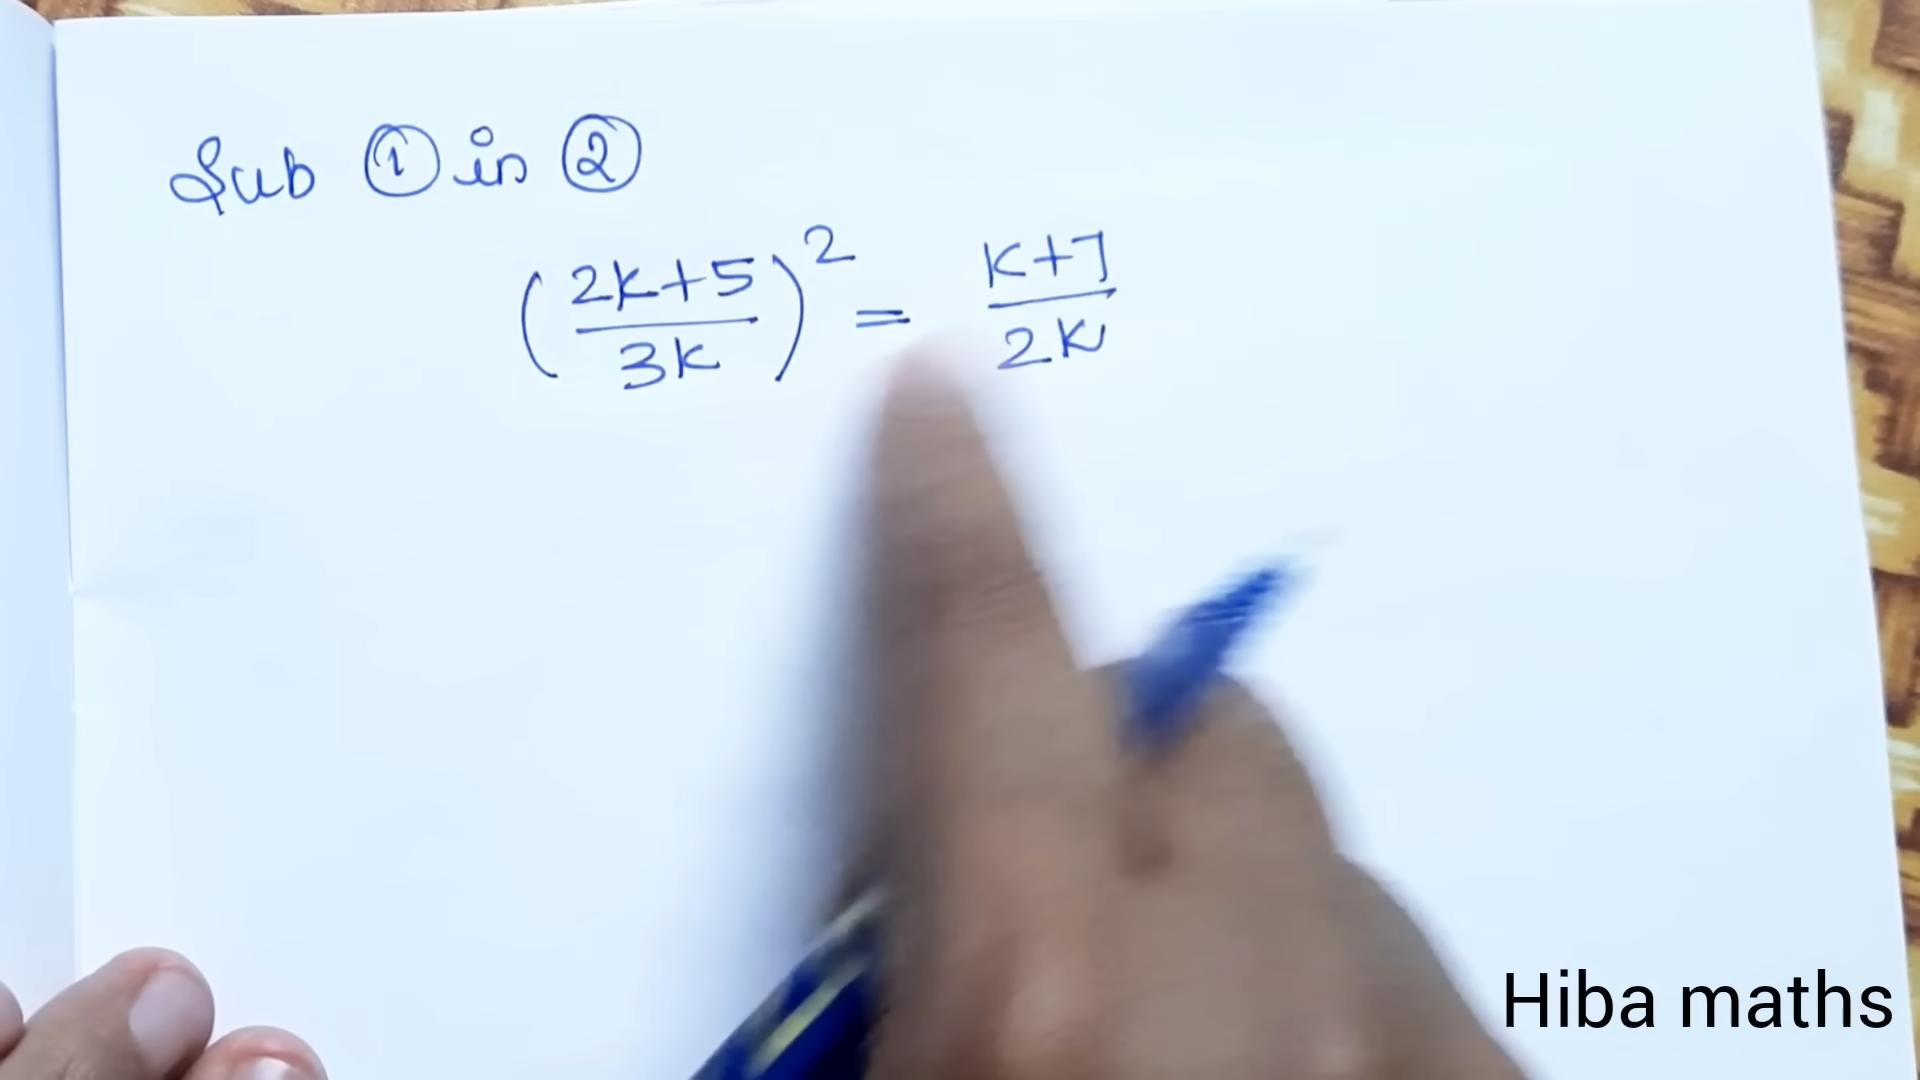 Sub ① in ②
(2k+5/3k)² = k+7/2k
Hiba maths